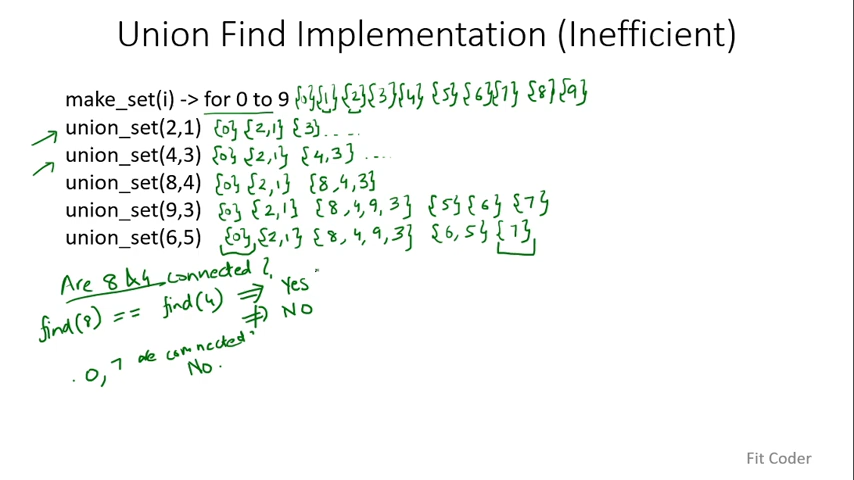 Union Find Implementation (Inefficient)
make_set(i) -> for 0 to 9 {0}{1}{2}{3}{4} {5}{6}{7} {8}{9}
union_set(2,1) {0} {2,1} {3}.....
union_set(4,3) {0} {2,1} {4,3} ....
union_set(8,4) {0} {2,1} {8,4,3}
union_set(9,3) {0} {2,1} {8,4,9,3} {5} {6} {7}
union_set(6,5) {0} {2,1} {8,4,9,3} {6,5} {7}
Are 8 & 4 connected?
find(8) == find(4) ⇒ Yes
≠) NO
0, 7 are connected?
No.
Fit Coder